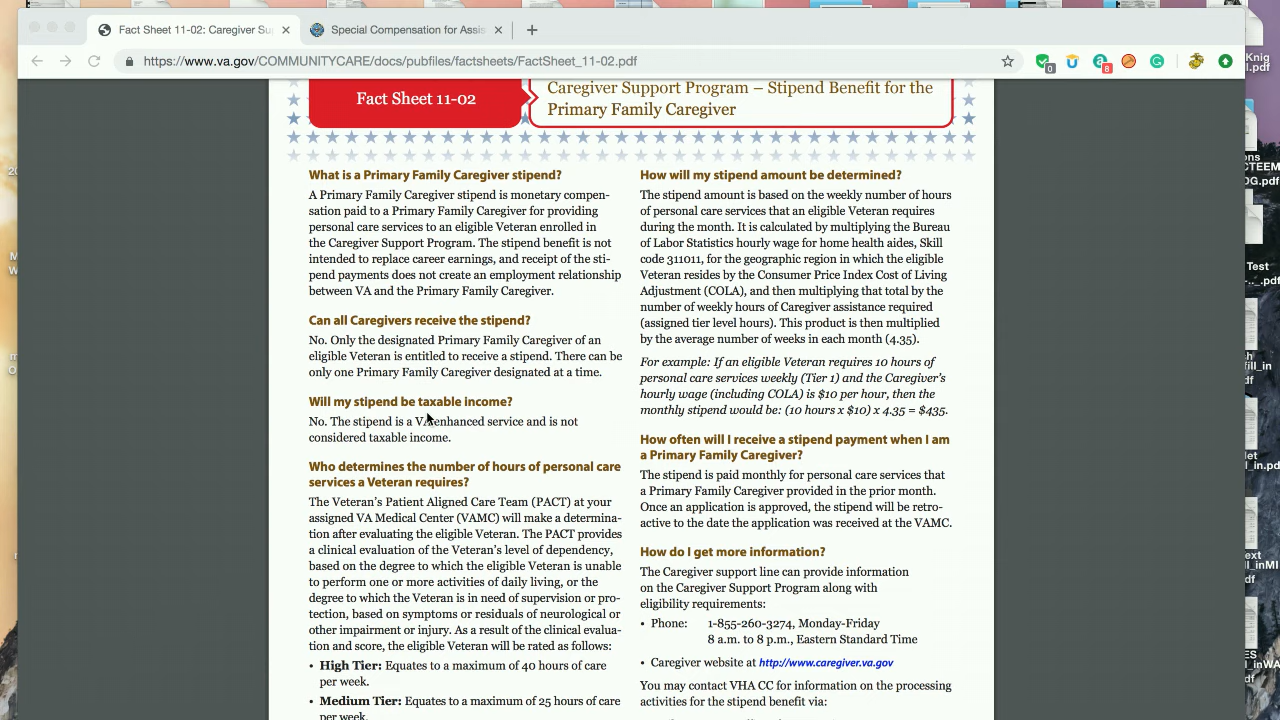 Fact Sheet 11-02: Caregiver Su
Special Compensation for Assis
https://www.va.gov/COMMUNITYCARE/docs/pubfiles/factsheets/FactSheet_11-02.pdf
0
8
Fact Sheet 11-02
Caregiver Support Program – Stipend Benefit for the
Primary Family Caregiver
What is a Primary Family Caregiver stipend?
A Primary Family Caregiver stipend is monetary compen-
sation paid to a Primary Family Caregiver for providing
personal care services to an eligible Veteran enrolled in
the Caregiver Support Program. The stipend benefit is not
intended to replace career earnings, and receipt of the sti-
pend payments does not create an employment relationship
between VA and the Primary Family Caregiver.
Can all Caregivers receive the stipend?
No. Only the designated Primary Family Caregiver of an
eligible Veteran is entitled to receive a stipend. There can be
only one Primary Family Caregiver designated at a time.
Will my stipend be taxable income?
No. The stipend is a VA enhanced service and is not
considered taxable income.
Who determines the number of hours of personal care
services a Veteran requires?
The Veteran’s Patient Aligned Care Team (PACT) at your
assigned VA Medical Center (VAMC) will make a determina-
tion after evaluating the eligible Veteran. The PACT provides
a clinical evaluation of the Veteran’s level of dependency,
based on the degree to which the eligible Veteran is unable
to perform one or more activities of daily living, or the
degree to which the Veteran is in need of supervision or pro-
tection, based on symptoms or residuals of neurological or
other impairment or injury. As a result of the clinical evalua-
tion and score, the eligible Veteran will be rated as follows:
• High Tier: Equates to a maximum of 40 hours of care
per week.
• Medium Tier: Equates to a maximum of 25 hours of care
per week.
How will my stipend amount be determined?
The stipend amount is based on the weekly number of hours
of personal care services that an eligible Veteran requires
during the month. It is calculated by multiplying the Bureau
of Labor Statistics hourly wage for home health aides, Skill
code 311011, for the geographic region in which the eligible
Veteran resides by the Consumer Price Index Cost of Living
Adjustment (COLA), and then multiplying that total by the
number of weekly hours of Caregiver assistance required
(assigned tier level hours). This product is then multiplied
by the average number of weeks in each month (4.35).
For example: If an eligible Veteran requires 10 hours of
personal care services weekly (Tier 1) and the Caregiver’s
hourly wage (including COLA) is $10 per hour, then the
monthly stipend would be: (10 hours x $10) x 4.35 = $435.
How often will I receive a stipend payment when I am
a Primary Family Caregiver?
The stipend is paid monthly for personal care services that
a Primary Family Caregiver provided in the prior month.
Once an application is approved, the stipend will be retro-
active to the date the application was received at the VAMC.
How do I get more information?
The Caregiver support line can provide information
on the Caregiver Support Program along with
eligibility requirements:
• Phone: 1-855-260-3274, Monday-Friday
8 a.m. to 8 p.m., Eastern Standard Time
• Caregiver website at http://www.caregiver.va.gov
You may contact VHA CC for information on the processing
activities for the stipend benefit via:
Knig
l.pdf
ons
CTEEM
OG.pdf
Test
-.._.pdf
fill_in
df
let
l_in.pd
ext
ll_inMI
df
ES
l_inWA
df